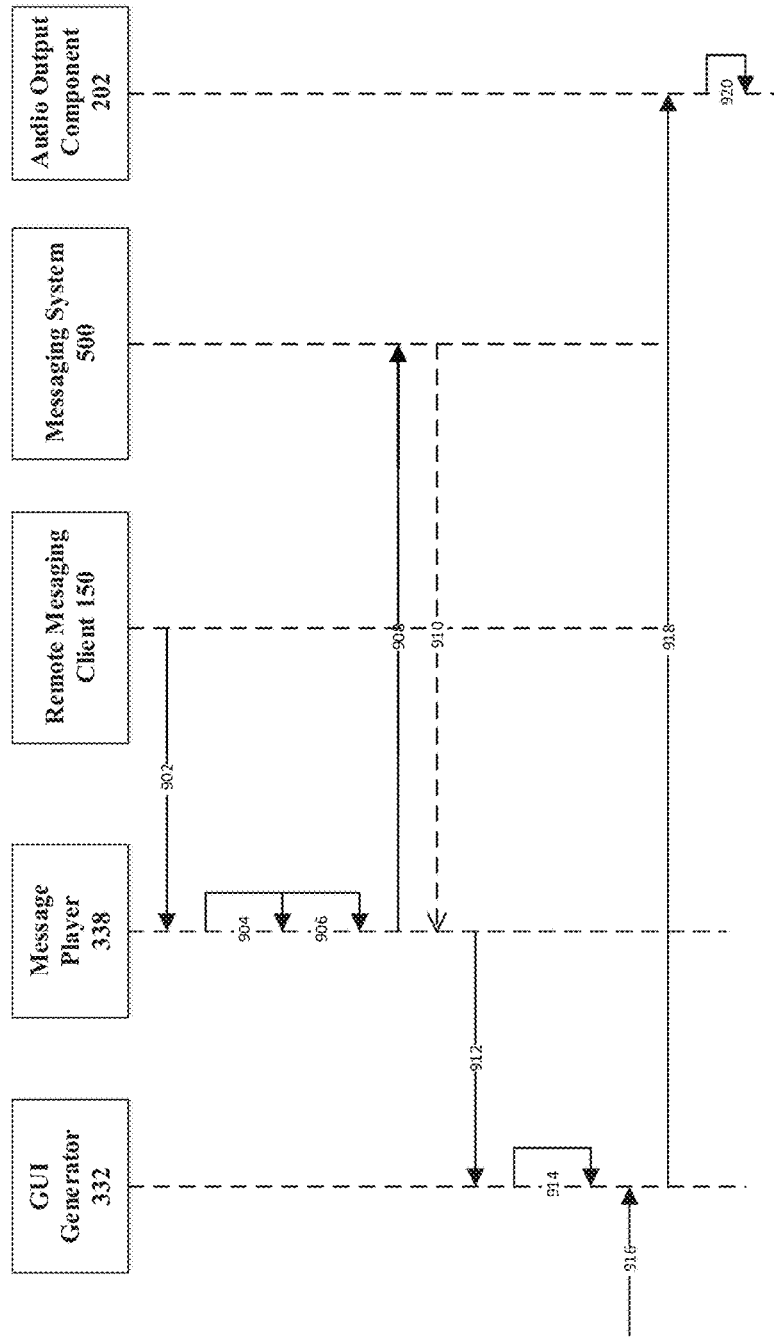 GUI
Generator
332
Message
Player
338
Remote Mesaging
Client 150
Messaging System
500
Audio Output
Component
202
902
904
906
908
910
912
914
916
918
920